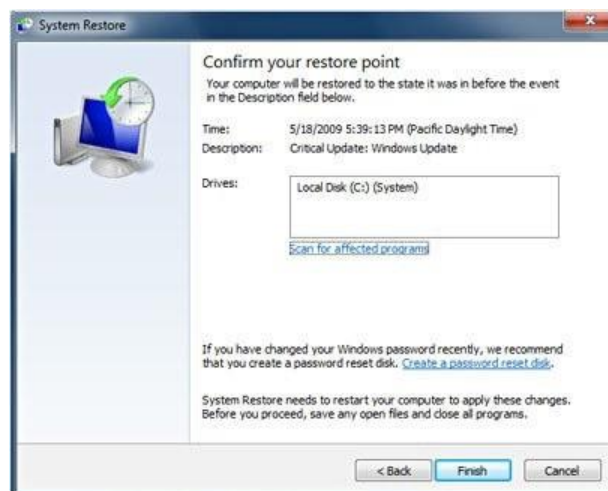 System Restore
Confirm your restore point
Your computer will be restored to the state it was in before the event
in the Description field below.
Time: 5/18/2009 5:39:13 PM (Pacific Daylight Time)
Description: Critical Update: Windows Update
Drives: Local Disk (C:) (System)
Scan for affected programs
If you have changed your Windows password recently, we recommend
that you create a password reset disk. Create a password reset disk.
System Restore needs to restart your computer to apply these changes.
Before you proceed, save any open files and close all programs.
< Back Finish Cancel